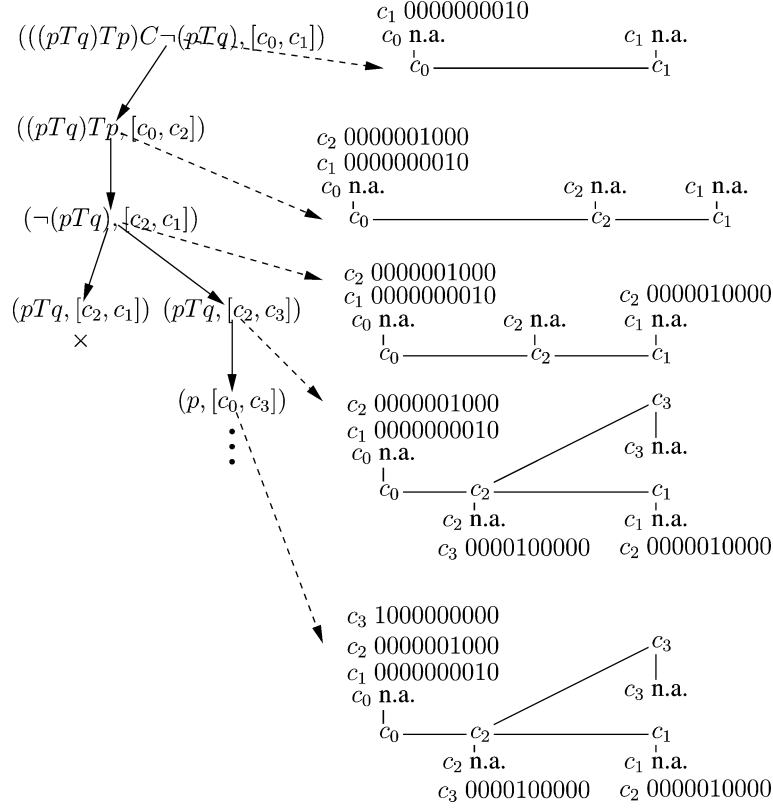 c₁ 0000000010
(((pTq)Tp)C¬(pTq), [c₀, c₁]) c₀ n.a. c₁ n.a.
c₀ c₁
((pTq)Tp, [c₀, c₂]) c₂ 0000001000
c₁ 0000000010
c₀ n.a. c₂ n.a. c₁ n.a.
(¬(pTq), [c₂, c₁]) c₀ c₂ c₁
c₂ 0000001000
c₁ 0000000010 c₂ 0000010000
(pTq, [c₂, c₁]) (pTq, [c₂, c₃]) c₀ n.a. c₂ n.a. c₁ n.a.
× c₀ c₂ c₁
(p, [c₀, c₃]) c₂ 0000001000 c₃
c₁ 0000000010
c₀ n.a. c₃ n.a.
c₀ c₂ c₁
c₂ n.a. c₁ n.a.
c₃ 0000100000 c₂ 0000010000
c₃ 1000000000
c₂ 0000001000 c₃
c₁ 0000000010
c₀ n.a. c₃ n.a.
c₀ c₂ c₁
c₂ n.a. c₁ n.a.
c₃ 0000100000 c₂ 0000010000